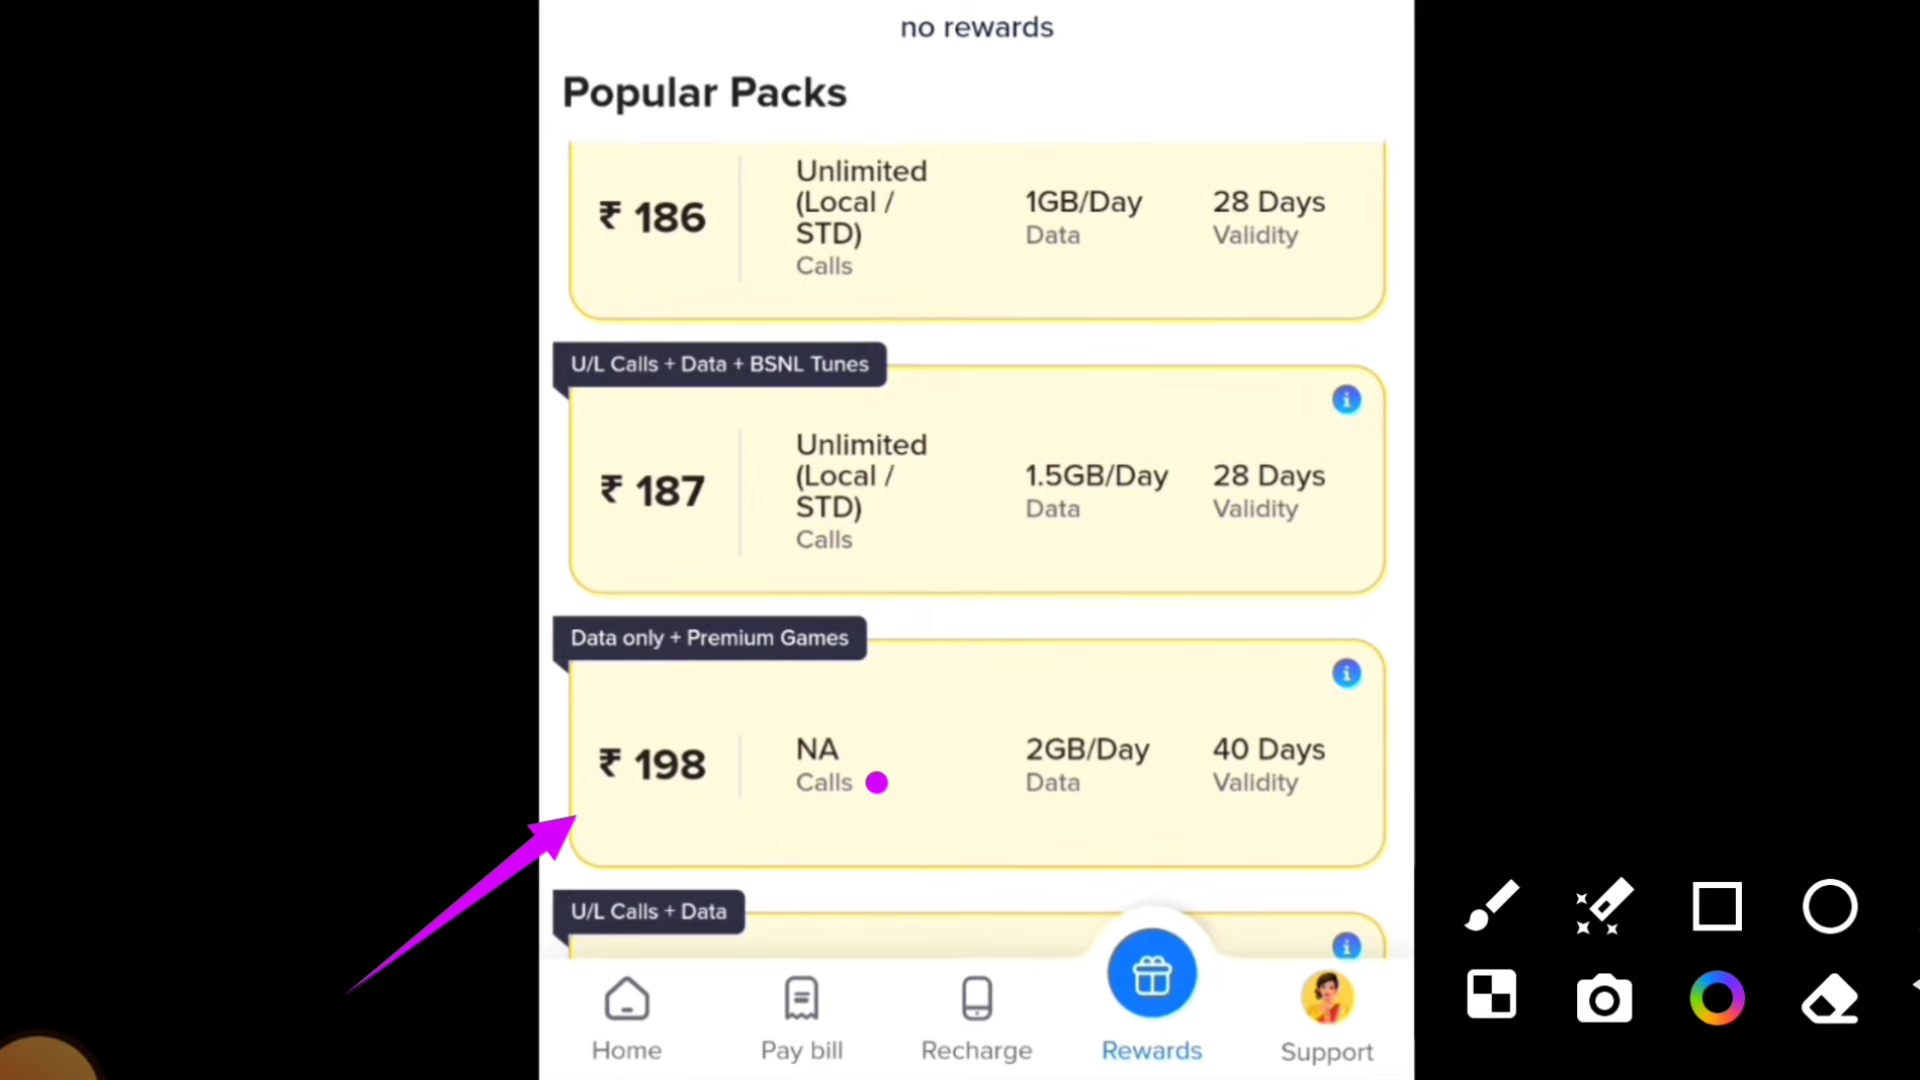 no rewards
Popular Packs
₹ 186
Unlimited
(Local /
STD)
Calls
1GB/Day
Data
28 Days
Validity
U/L Calls + Data + BSNL Tunes
₹ 187
Unlimited
(Local /
STD)
Calls
1.5GB/Day
Data
28 Days
Validity
Data only + Premium Games
₹ 198
NA
Calls
2GB/Day
Data
40 Days
Validity
U/L Calls + Data
Home
Pay bill
Recharge
Rewards
Support